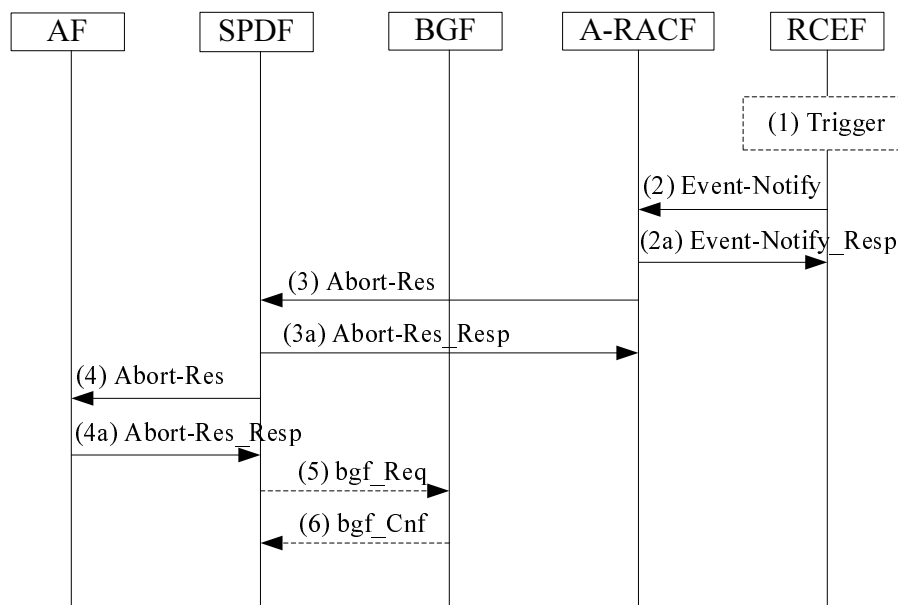 AF
SPDF
BGF
A-RACF
RCEF
(1) Trigger
(2) Event-Notify
(2a) Event-Notify_Resp
(3) Abort-Res
(3a) Abort-Res_Resp
(4) Abort-Res
(4a) Abort-Res_Resp
(5) bgf_Req
(6) bgf_Cnf